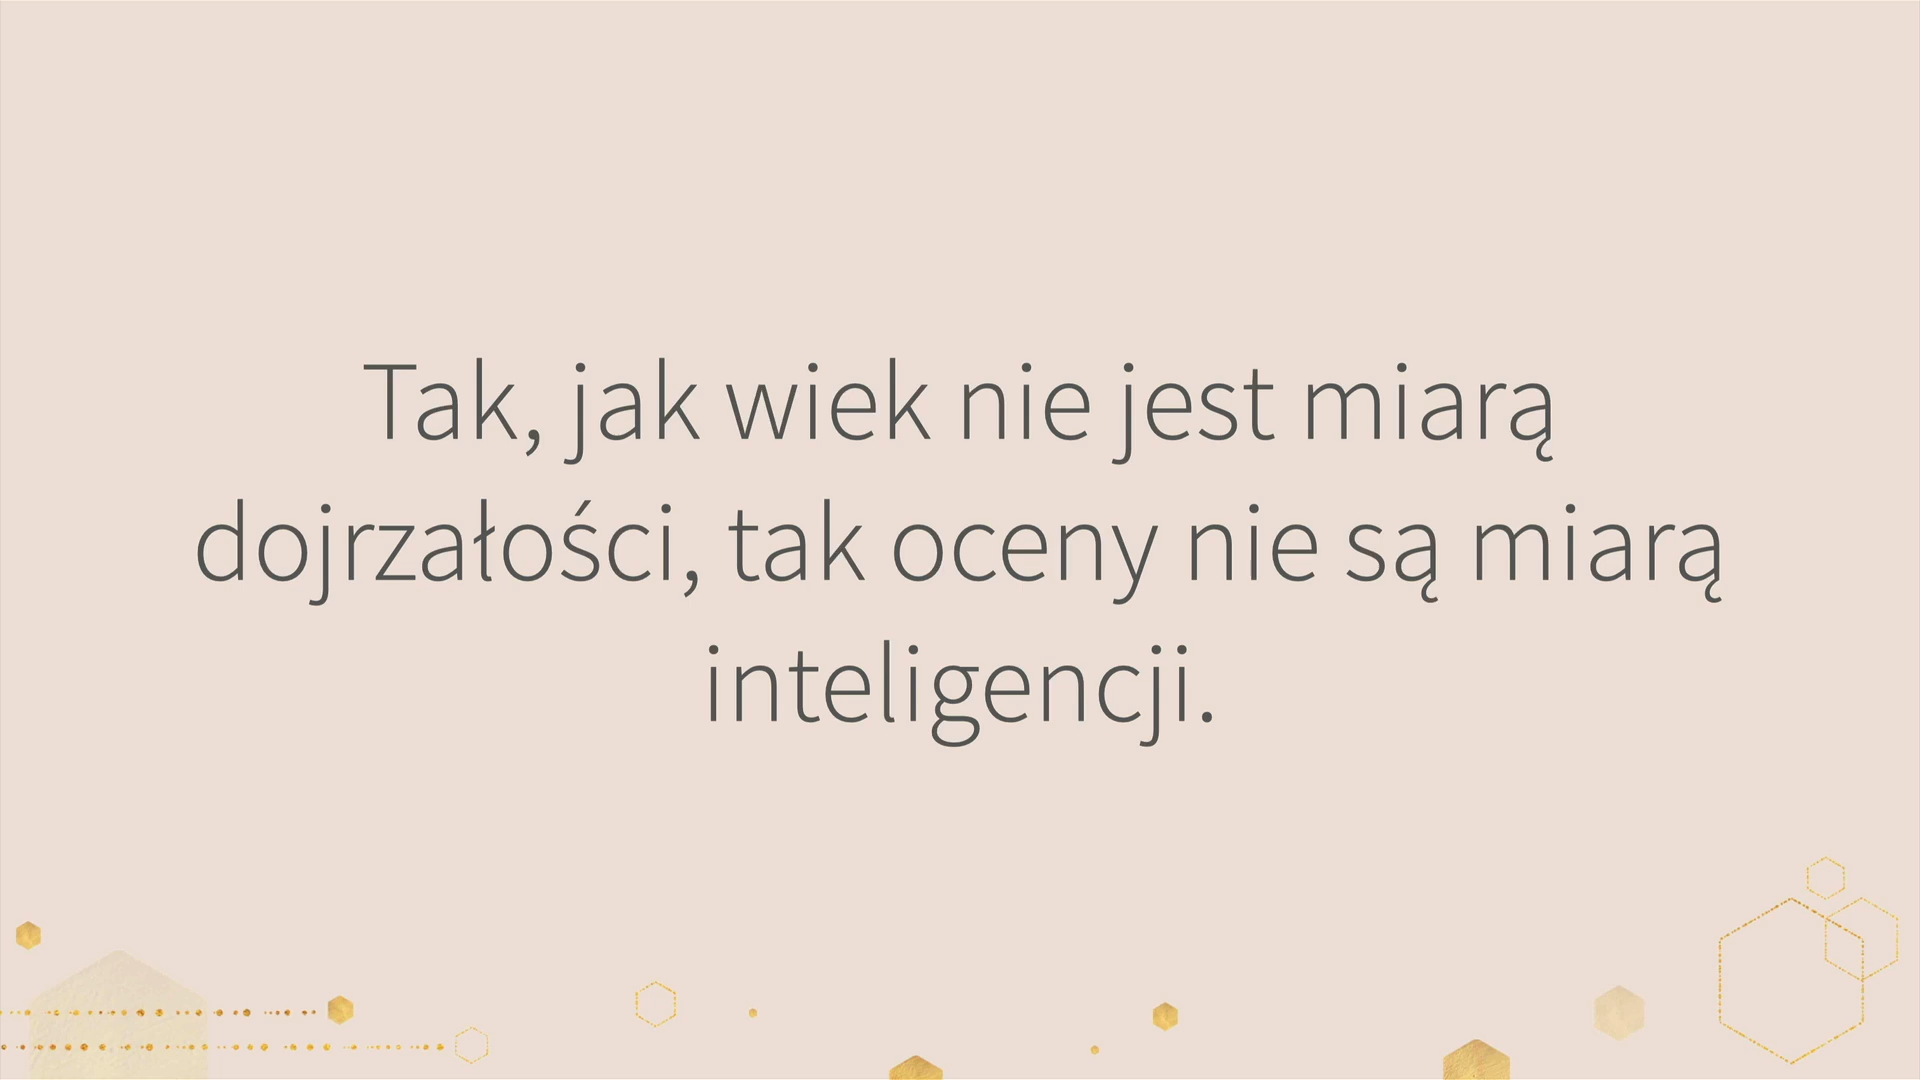 Tak, jak wiek nie jest miarą
dojrzałości, tak oceny nie są miarą
inteligencji.